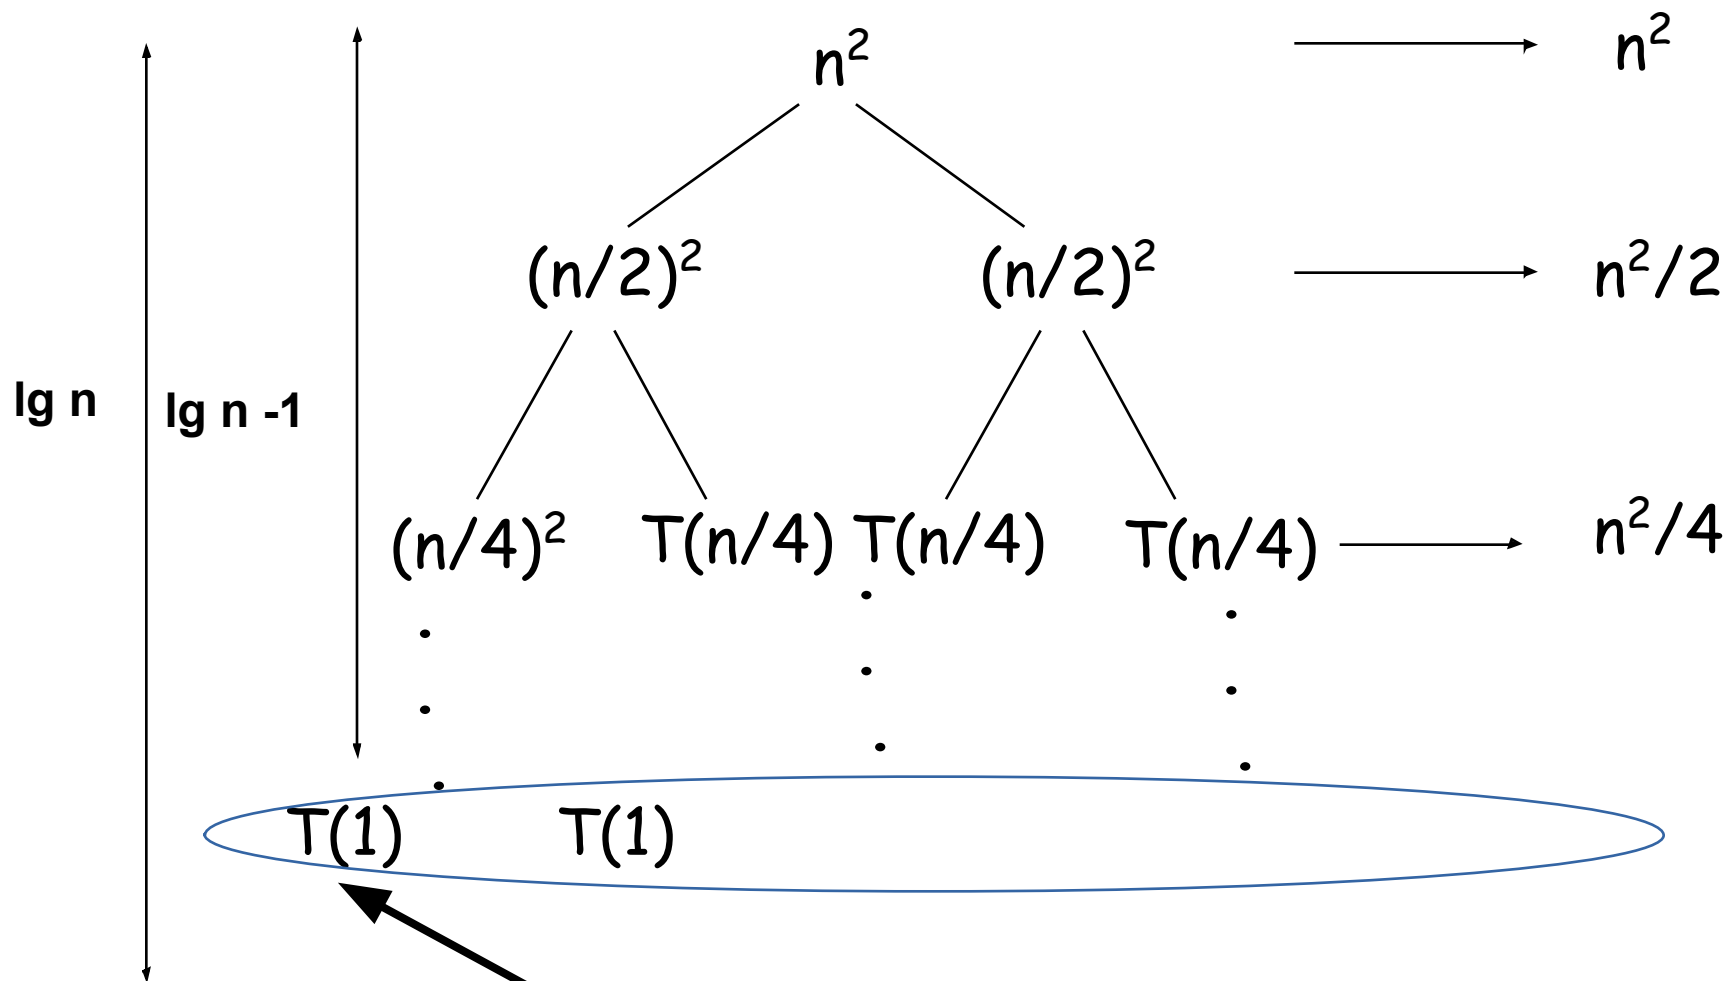 n² n²
(n/2)² (n/2)² n²/2
lg n lg n -1
(n/4)² T(n/4) T(n/4) T(n/4) n²/4
T(1) T(1)